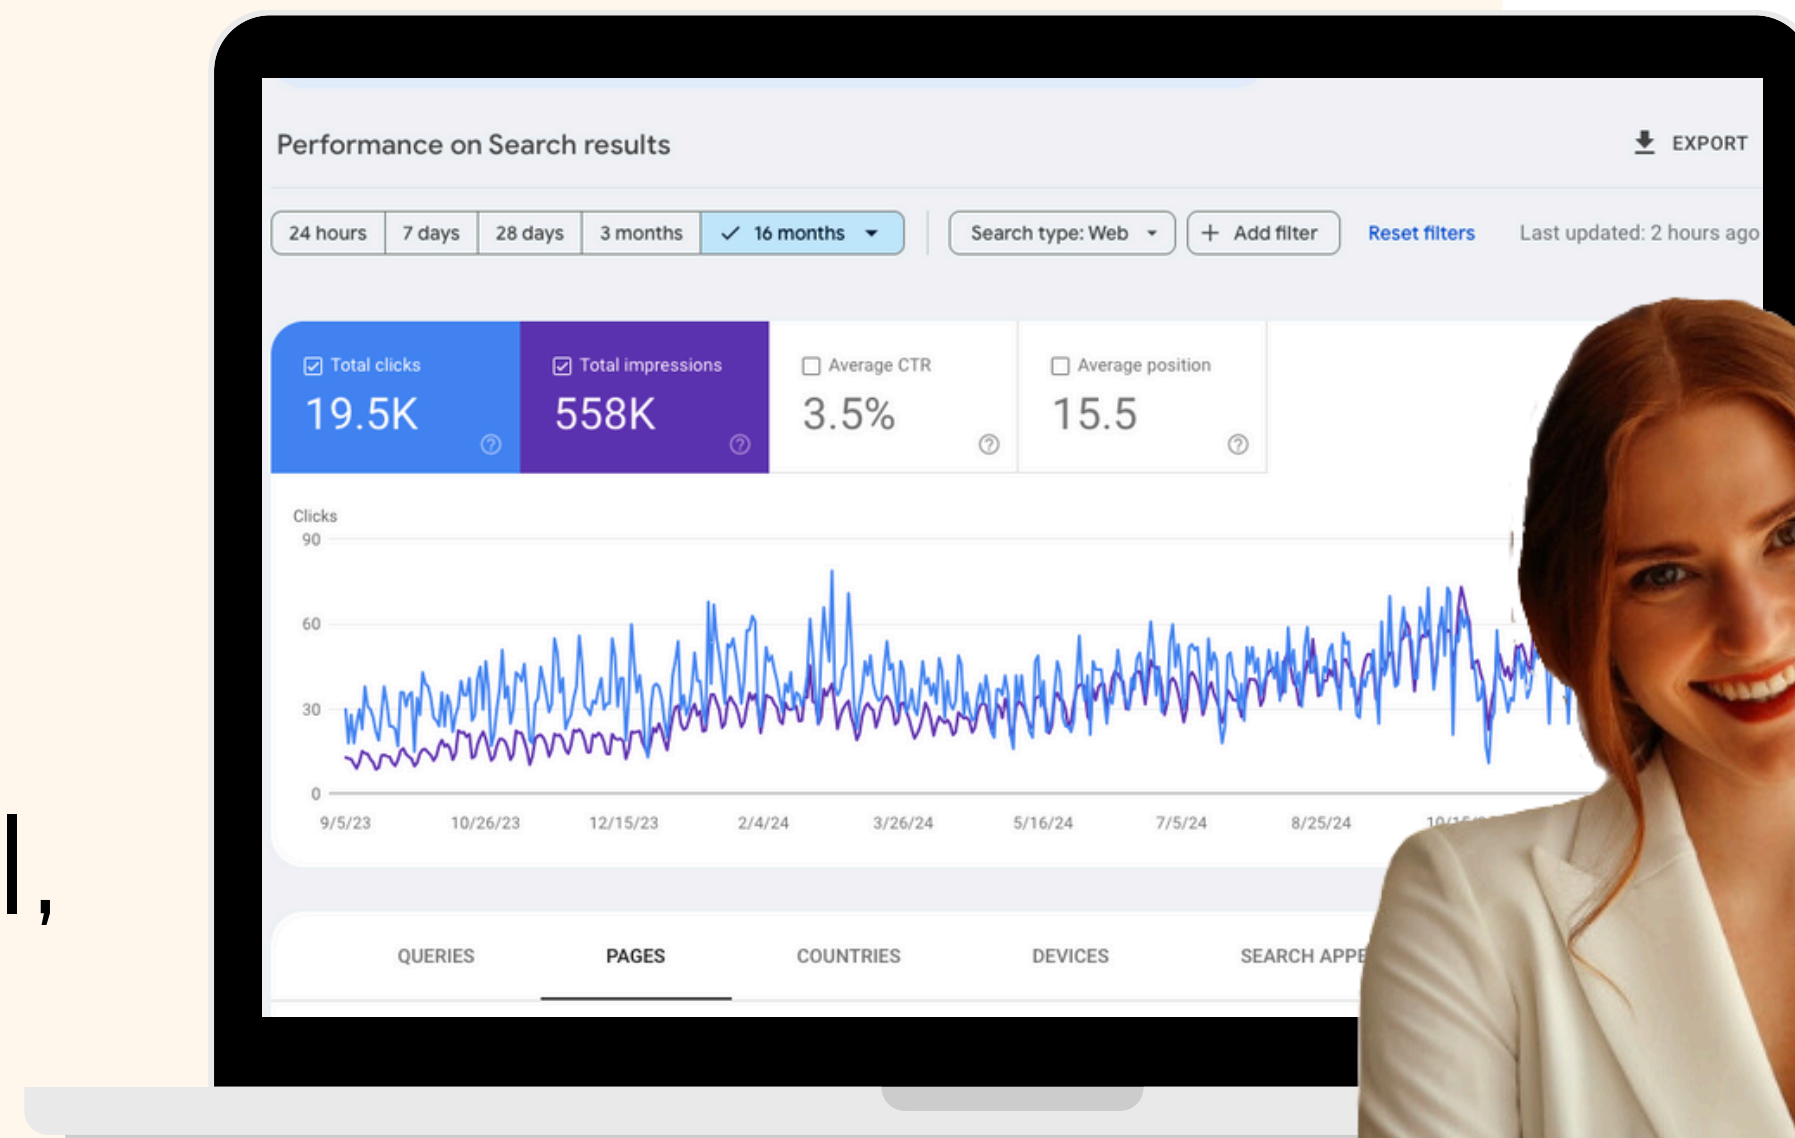 Performance on Search results
EXPORT
24 hours 7 days 28 days 3 months 16 months Search type: Web + Add filter Reset filters Last updated: 2 hours ago
Total clicks Total impressions Average CTR Average position
19.5K 558K 3.5% 15.5
Clicks
90
60
30
0
9/5/23 10/26/23 12/15/23 2/4/24 3/26/24 5/16/24 7/5/24 8/25/24
,
QUERIES PAGES COUNTRIES DEVICES SEARCH